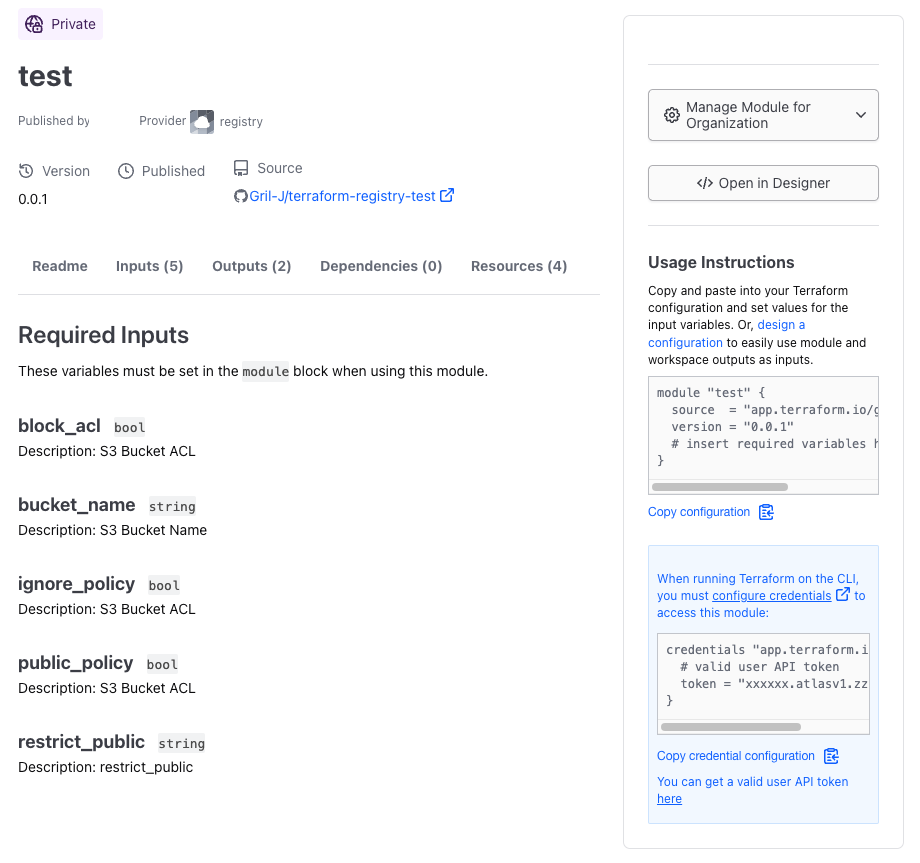 Private
test
Published by
Provider registry
Version
Published
Source
0.0.1
Gril-J/terraform-registry-test
Readme
Inputs (5)
Outputs (2)
Dependencies (0)
Resources (4)
Required Inputs
These variables must be set in the module block when using this module.
block_acl bool
Description: S3 Bucket ACL
bucket_name string
Description: S3 Bucket Name
ignore_policy bool
Description: S3 Bucket ACL
public_policy bool
Description: S3 Bucket ACL
restrict_public string
Description: restrict_public
Manage Module for
Organization
</> Open in Designer
Usage Instructions
Copy and paste into your Terraform
configuration and set values for the
input variables. Or, design a
configuration to easily use module and
workspace outputs as inputs.
module "test" {
source = "app.terraform.io/g
version = "0.0.1"
# insert required variables h
}
Copy configuration
When running Terraform on the CLI,
you must configure credentials to
access this module:
credentials "app.terraform.i
# valid user API token
token = "xxxxxx.atlasv1.zz
}
Copy credential configuration
You can get a valid user API token
here